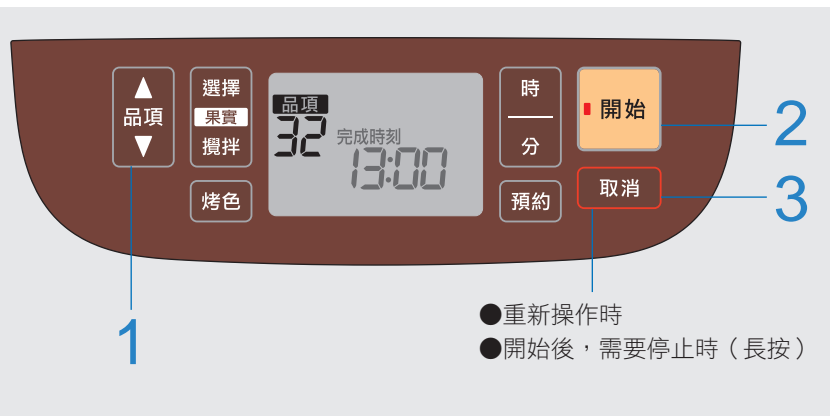 ▲
品項
▼
選擇
果實
攪拌
烤色
品項
32
完成時刻
13:00
時
分
預約
開始
取消
1
2
3
●重新操作時
●開始後，需要停止時（長按）